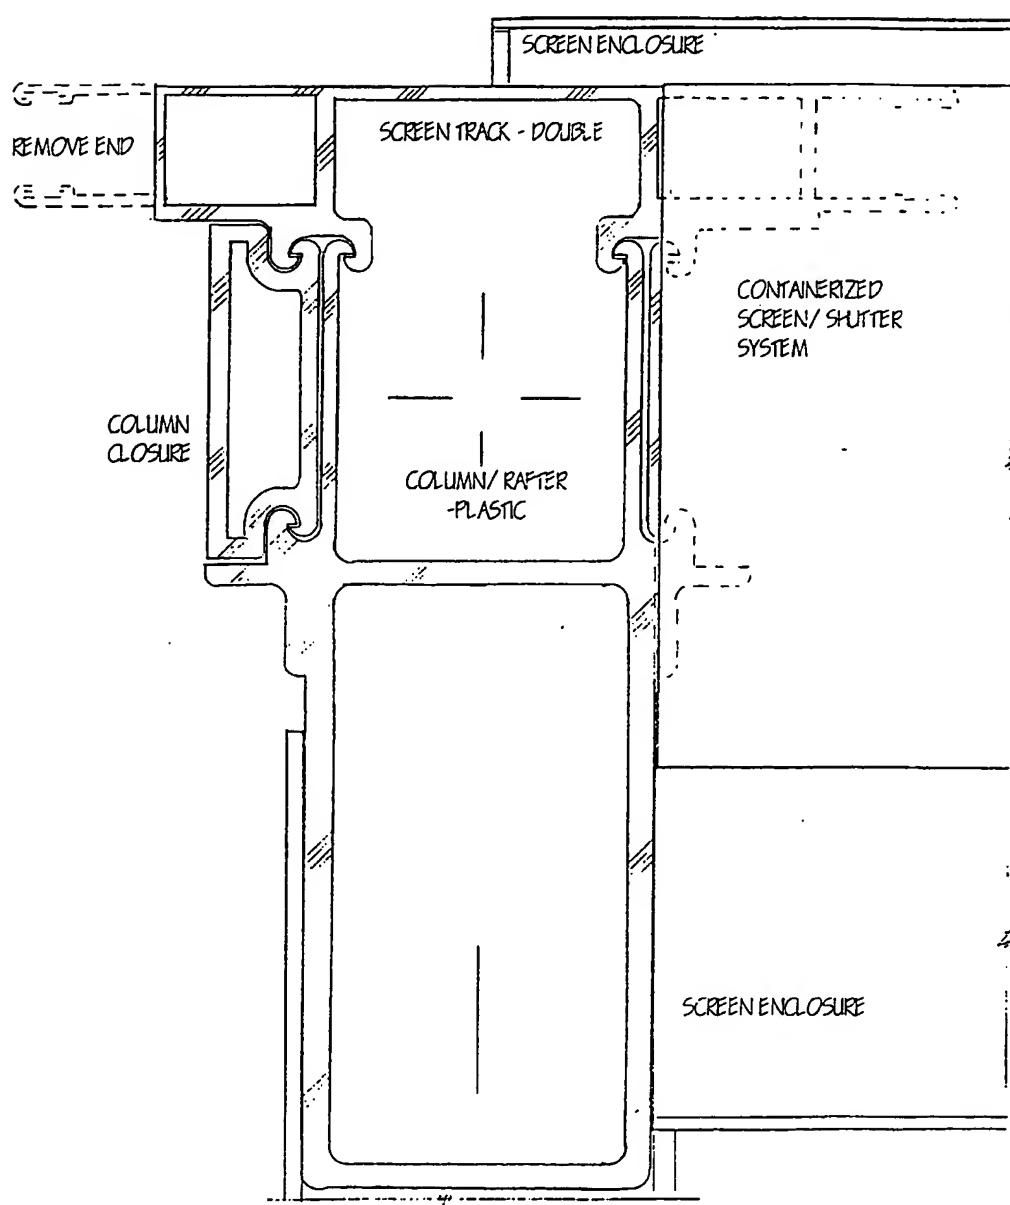 SCREEN ENCLOSURE
SCREEN TRACK - DOUBLE
REMOVE END
CONTAINERIZED
SCREEN/ SHUTTER
SYSTEM
COLUMN
CLOSURE
COLUMN/ RAFTER
-PLASTIC
SCREEN ENCLOSURE